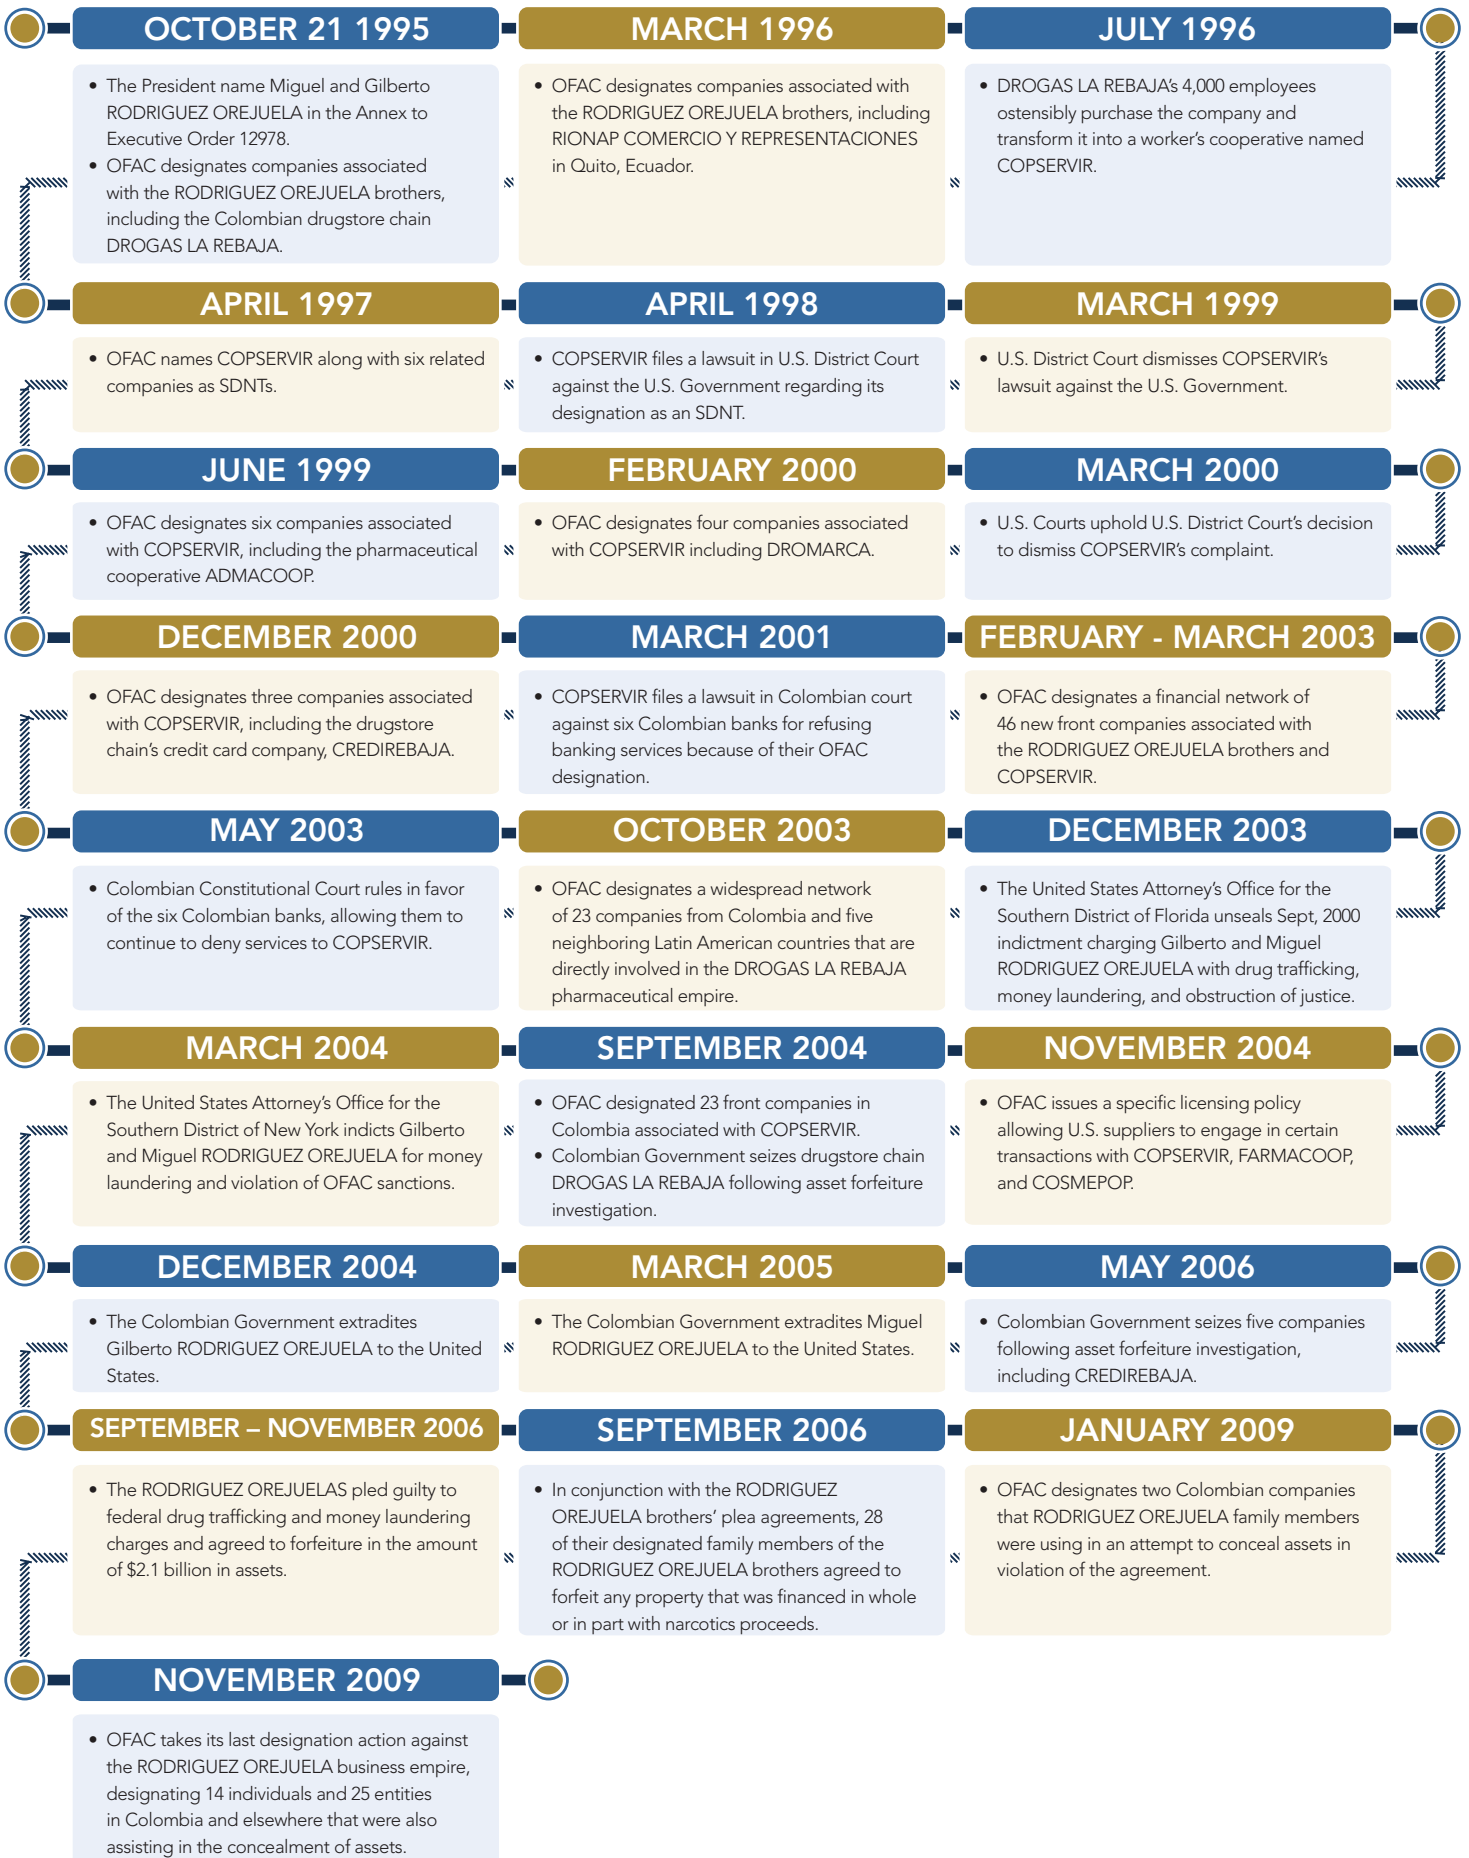 OCTOBER 21 1995
• The President name Miguel and Gilberto
RODRIGUEZ OREJUELA in the Annex to
Executive Order 12978.
• OFAC designates companies associated
with the RODRIGUEZ OREJUELA brothers,
including the Colombian drugstore chain
DROGAS LA REBAJA.
MARCH 1996
• OFAC designates companies associated with
the RODRIGUEZ OREJUELA brothers, including
RIONAP COMERCIO Y REPRESENTACIONES
in Quito, Ecuador.
JULY 1996
• DROGAS LA REBAJA's 4,000 employees
ostensibly purchase the company and
transform it into a worker's cooperative named
COPSERVIR.
APRIL 1997
• OFAC names COPSERVIR along with six related
companies as SDNTs.
APRIL 1998
• COPSERVIR files a lawsuit in U.S. District Court
against the U.S. Government regarding its
designation as an SDNT.
MARCH 1999
• U.S. District Court dismisses COPSERVIR's
lawsuit against the U.S. Government.
JUNE 1999
• OFAC designates six companies associated
with COPSERVIR, including the pharmaceutical
cooperative ADMACOOP.
FEBRUARY 2000
• OFAC designates four companies associated
with COPSERVIR including DROMARCA.
MARCH 2000
• U.S. Courts uphold U.S. District Court's decision
to dismiss COPSERVIR's complaint.
DECEMBER 2000
• OFAC designates three companies associated
with COPSERVIR, including the drugstore
chain's credit card company, CREDIREBAJA.
MARCH 2001
• COPSERVIR files a lawsuit in Colombian court
against six Colombian banks for refusing
banking services because of their OFAC
designation.
FEBRUARY - MARCH 2003
• OFAC designates a financial network of
46 new front companies associated with
the RODRIGUEZ OREJUELA brothers and
COPSERVIR.
MAY 2003
• Colombian Constitutional Court rules in favor
of the six Colombian banks, allowing them to
continue to deny services to COPSERVIR.
OCTOBER 2003
• OFAC designates a widespread network
of 23 companies from Colombia and five
neighboring Latin American countries that are
directly involved in the DROGAS LA REBAJA
pharmaceutical empire.
DECEMBER 2003
• The United States Attorney's Office for the
Southern District of Florida unseals Sept, 2000
indictment charging Gilberto and Miguel
RODRIGUEZ OREJUELA with drug trafficking,
money laundering, and obstruction of justice.
MARCH 2004
• The United States Attorney's Office for the
Southern District of New York indicts Gilberto
and Miguel RODRIGUEZ OREJUELA for money
laundering and violation of OFAC sanctions.
SEPTEMBER 2004
• OFAC designated 23 front companies in
Colombia associated with COPSERVIR.
• Colombian Government seizes drugstore chain
DROGAS LA REBAJA following asset forfeiture
investigation.
NOVEMBER 2004
• OFAC issues a specific licensing policy
allowing U.S. suppliers to engage in certain
transactions with COPSERVIR, FARMACOOP,
and COSMEPOP.
DECEMBER 2004
• The Colombian Government extradites
Gilberto RODRIGUEZ OREJUELA to the United
States.
MARCH 2005
• The Colombian Government extradites Miguel
RODRIGUEZ OREJUELA to the United States.
MAY 2006
• Colombian Government seizes five companies
following asset forfeiture investigation,
including CREDIREBAJA.
SEPTEMBER – NOVEMBER 2006
• The RODRIGUEZ OREJUELAS pled guilty to
federal drug trafficking and money laundering
charges and agreed to forfeiture in the amount
of $2.1 billion in assets.
SEPTEMBER 2006
• In conjunction with the RODRIGUEZ
OREJUELA brothers' plea agreements, 28
of their designated family members of the
RODRIGUEZ OREJUELA brothers agreed to
forfeit any property that was financed in whole
or in part with narcotics proceeds.
JANUARY 2009
• OFAC designates two Colombian companies
that RODRIGUEZ OREJUELA family members
were using in an attempt to conceal assets in
violation of the agreement.
NOVEMBER 2009
• OFAC takes its last designation action against
the RODRIGUEZ OREJUELA business empire,
designating 14 individuals and 25 entities
in Colombia and elsewhere that were also
assisting in the concealment of assets.